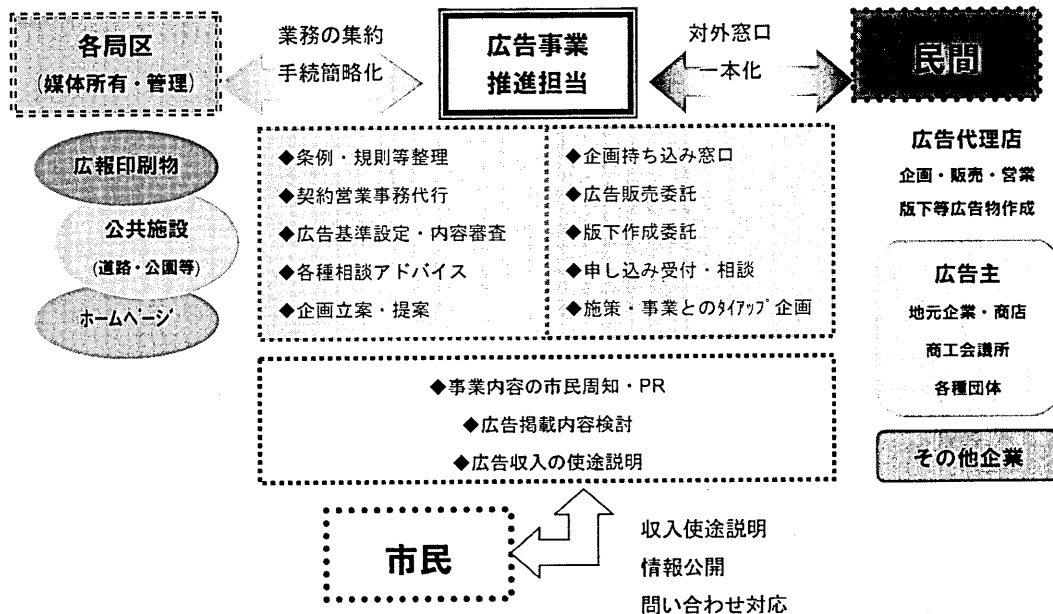 各局区
(媒体所有・管理)
業務の集約
手続簡略化
広告事業
推進担当
対外窓口
一本化
民間
広報印刷物
公共施設
(道路・公園等)
ホームページ
◆条例・規則等整理
◆契約営業事務代行
◆広告基準設定・内容審査
◆各種相談アドバイス
◆企画立案・提案
◆企画持ち込み窓口
◆広告販売委託
◆版下作成委託
◆申し込み受付・相談
◆施策・事業とのﾀｲｱｯﾌﾟ企画
広告代理店
企画・販売・営業
版下等広告物作成
広告主
地元企業・商店
商工会議所
各種団体
その他企業
◆事業内容の市民周知・PR
◆広告掲載内容検討
◆広告収入の使途説明
市民
収入使途説明
情報公開
問い合わせ対応